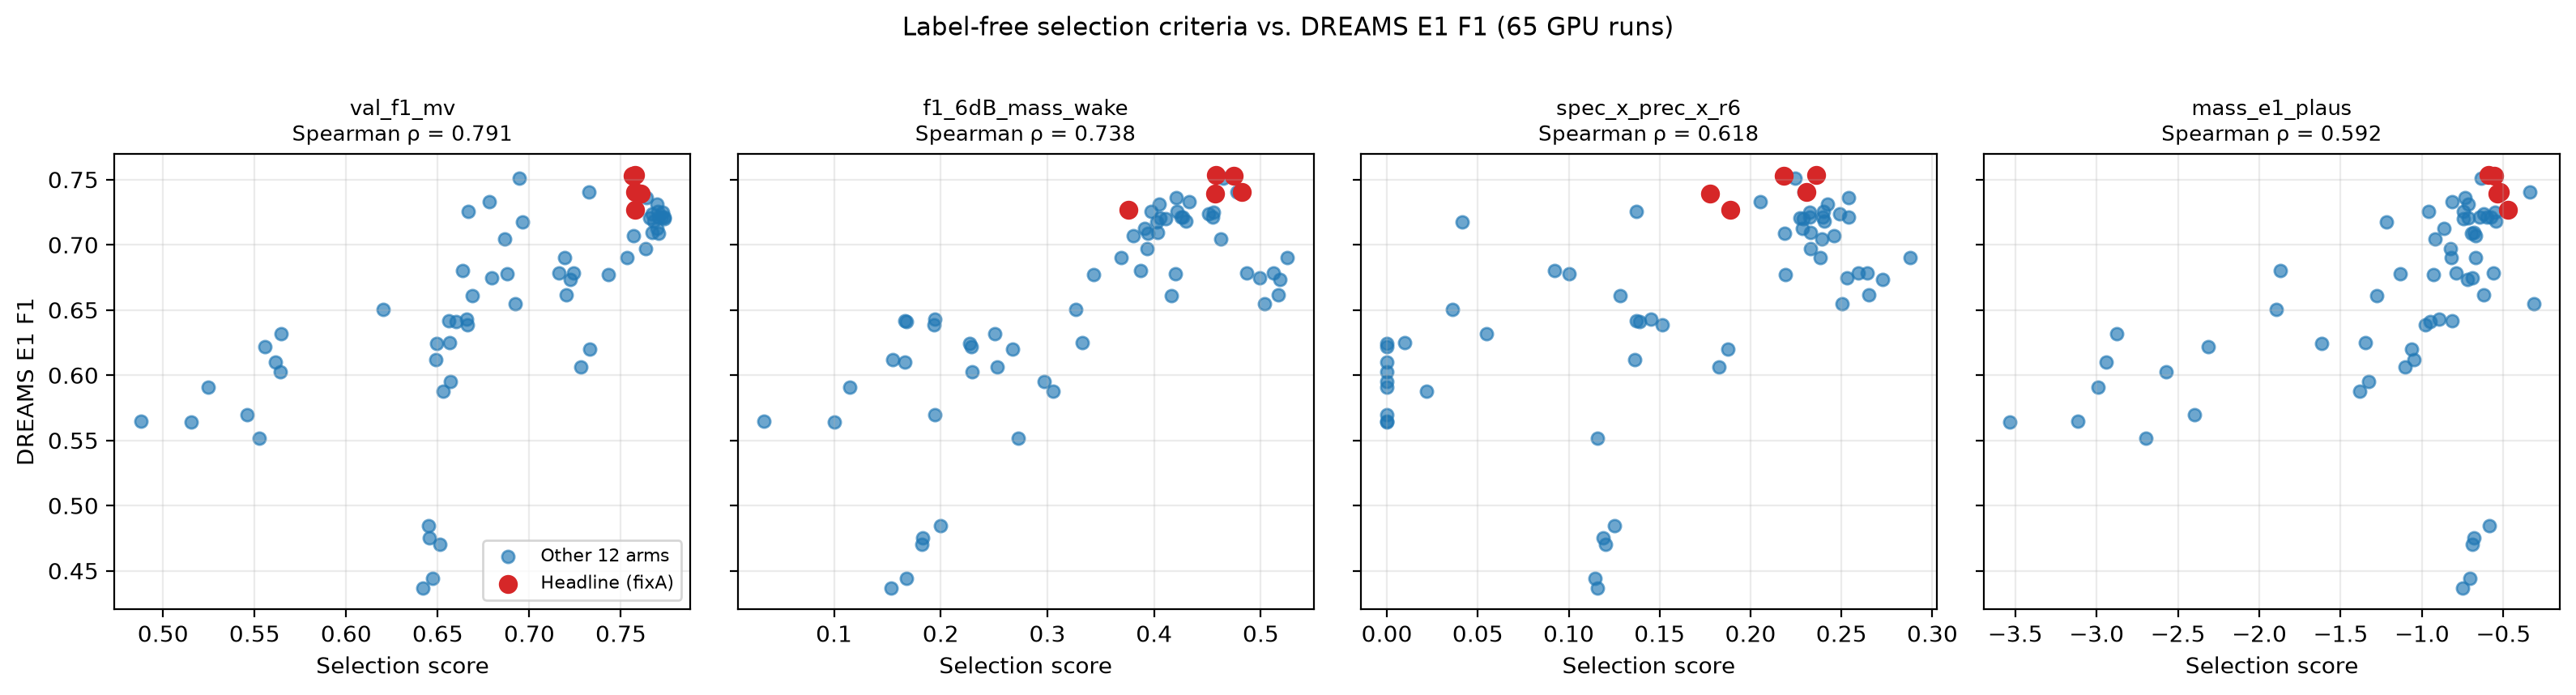 Label-free selection criteria vs. DREAMS E1 F1 (65 GPU runs)
val_f1_mv
Spearman ρ = 0.791
f1_6dB_mass_wake
Spearman ρ = 0.738
spec_x_prec_x_r6
Spearman ρ = 0.618
mass_e1_plaus
Spearman ρ = 0.592
DREAMS E1 F1
0.75
0.70
0.65
0.60
0.55
0.50
0.45
Other 12 arms
Headline (fixA)
0.50 0.55 0.60 0.65 0.70 0.75
0.1 0.2 0.3 0.4 0.5
0.00 0.05 0.10 0.15 0.20 0.25 0.30
−3.5 −3.0 −2.5 −2.0 −1.5 −1.0 −0.5
Selection score
Selection score
Selection score
Selection score